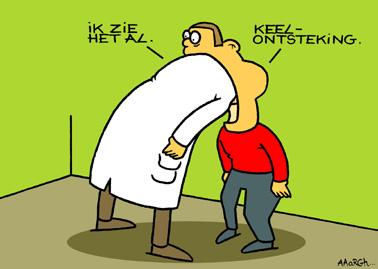 IK ZIE
HET AL.
KEEL-
ONTSTEKING.
AAARGH...